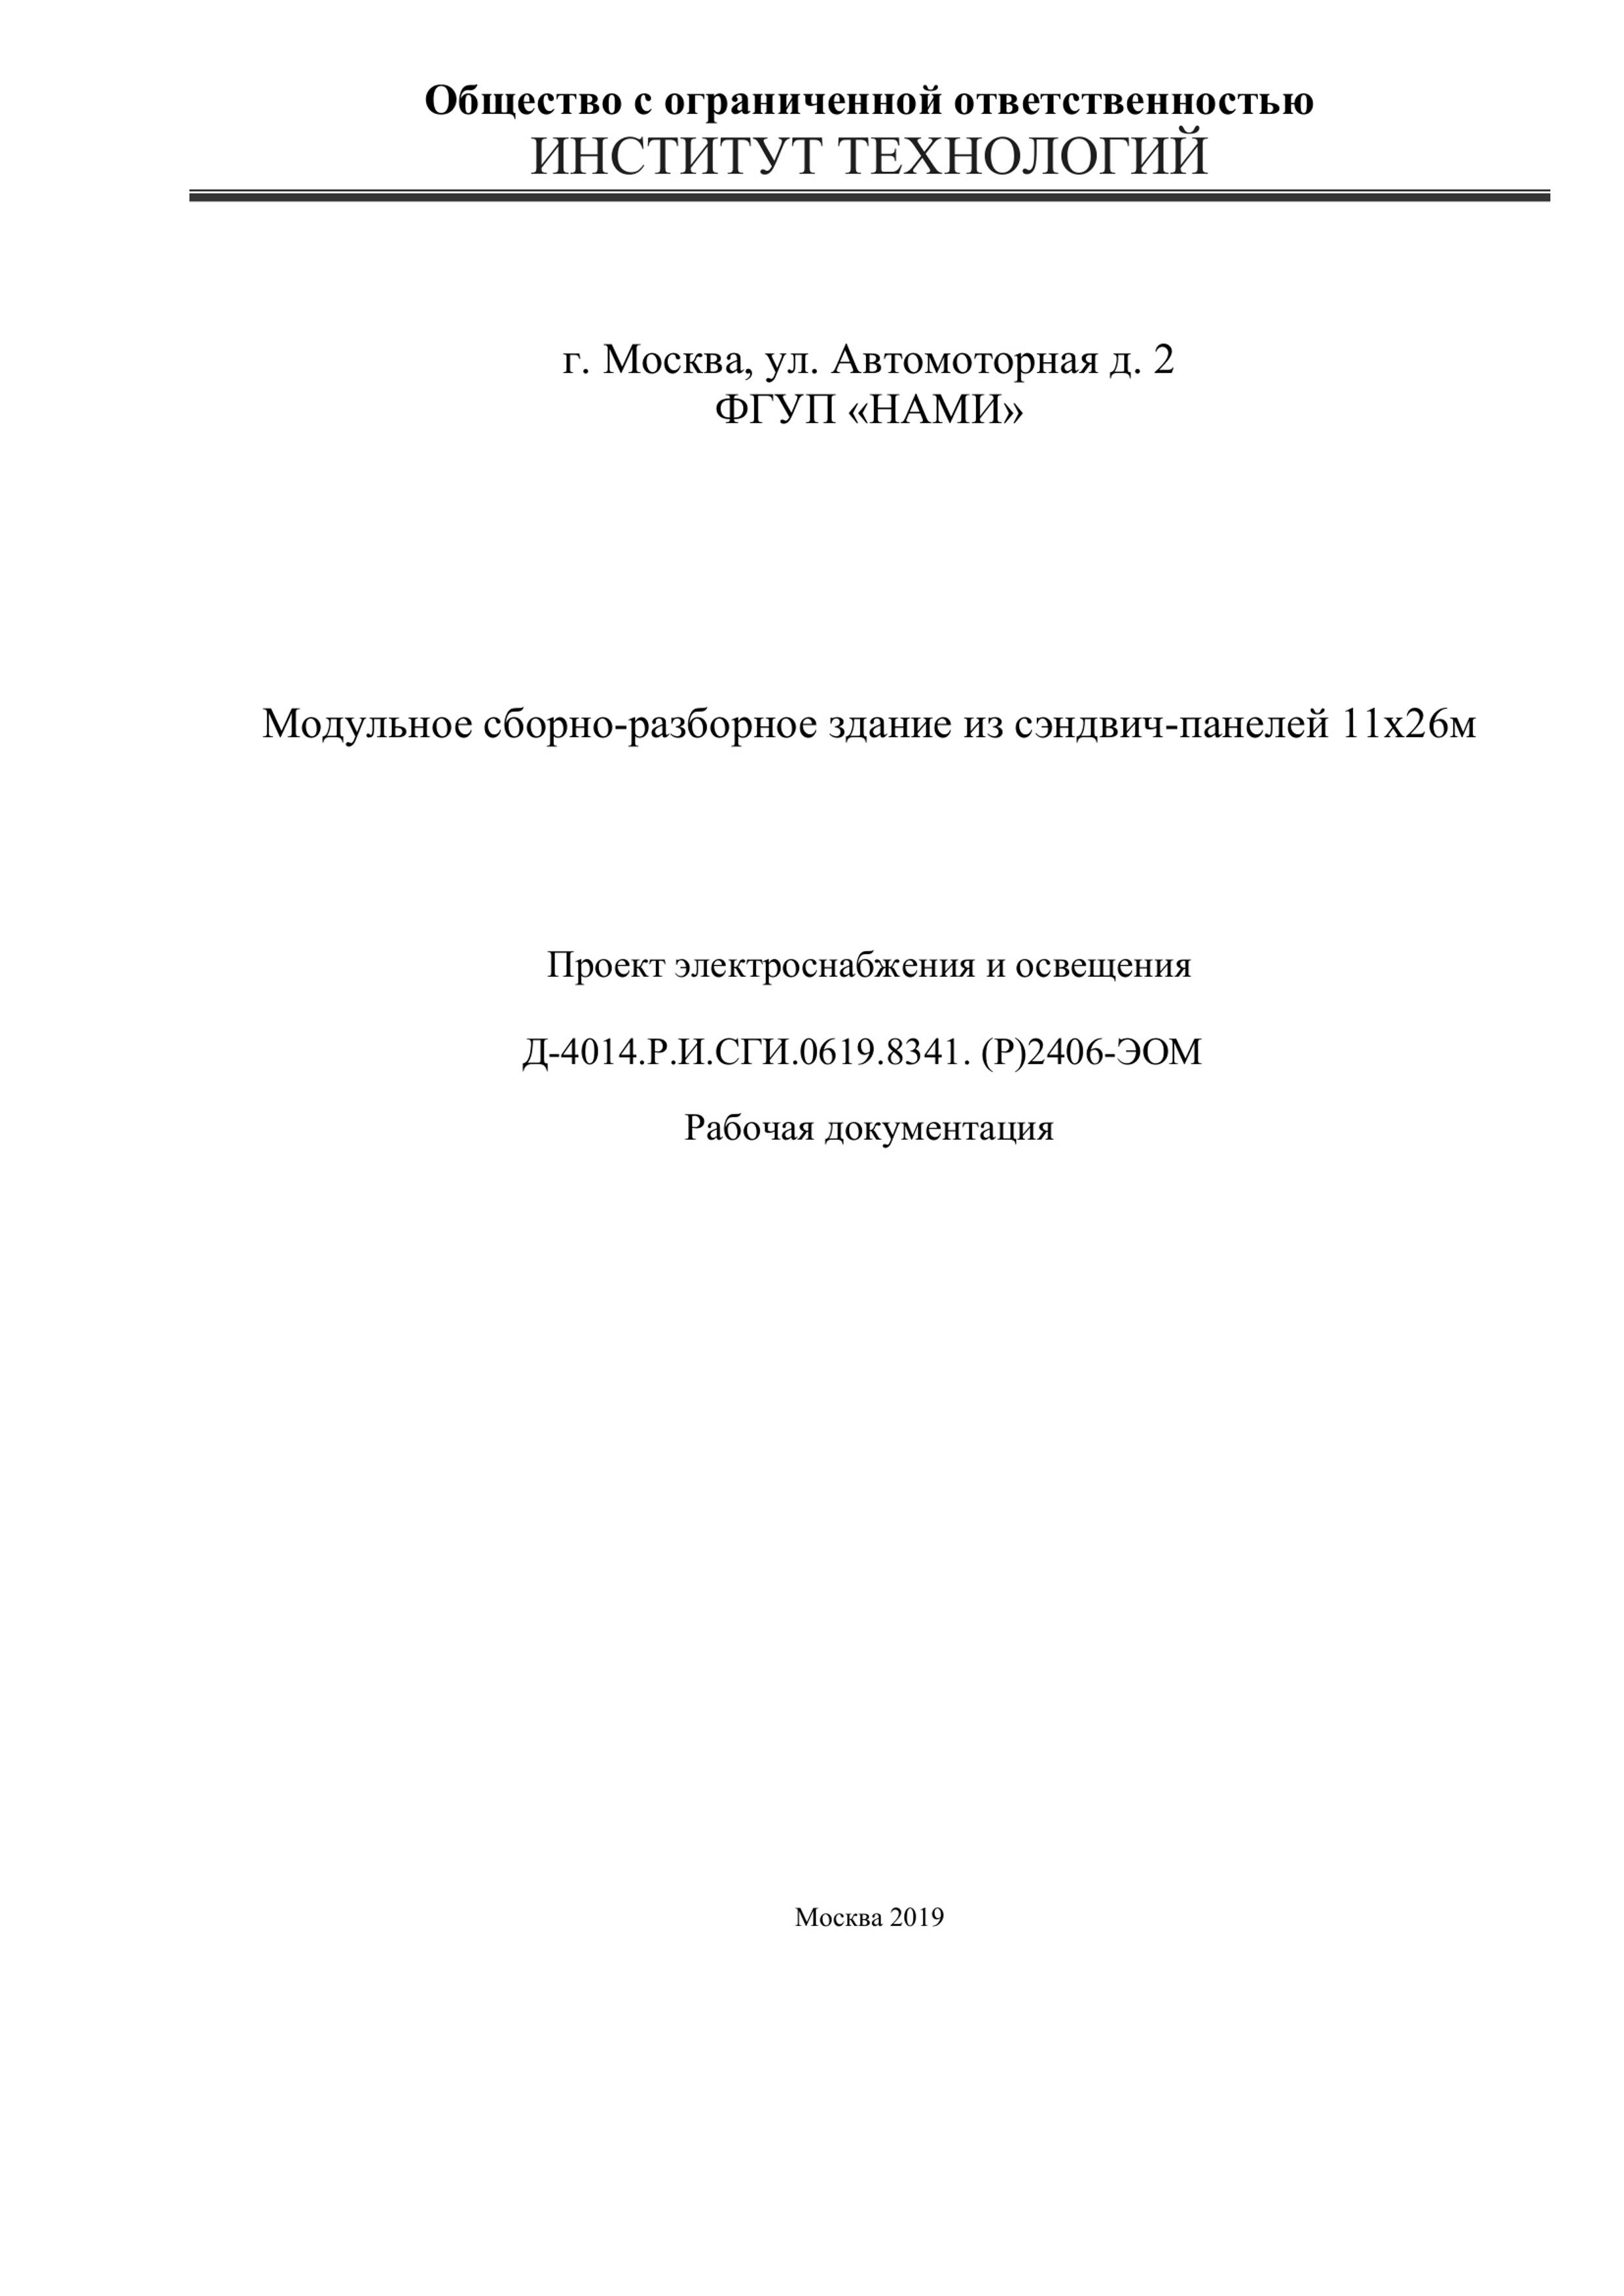 Общество с ограниченной ответственностью
ИНСТИТУТ ТЕХНОЛОГИЙ
г. Москва, ул. Автомоторная д. 2
ФГУП «НАМИ»
Модульное сборно-разборное здание из сэндвич-панелей 11х26м
Проект электроснабжения и освещения
Д-4014.Р.И.СГИ.0619.8341. (Р)2406-ЭОМ
Рабочая документация
Москва 2019